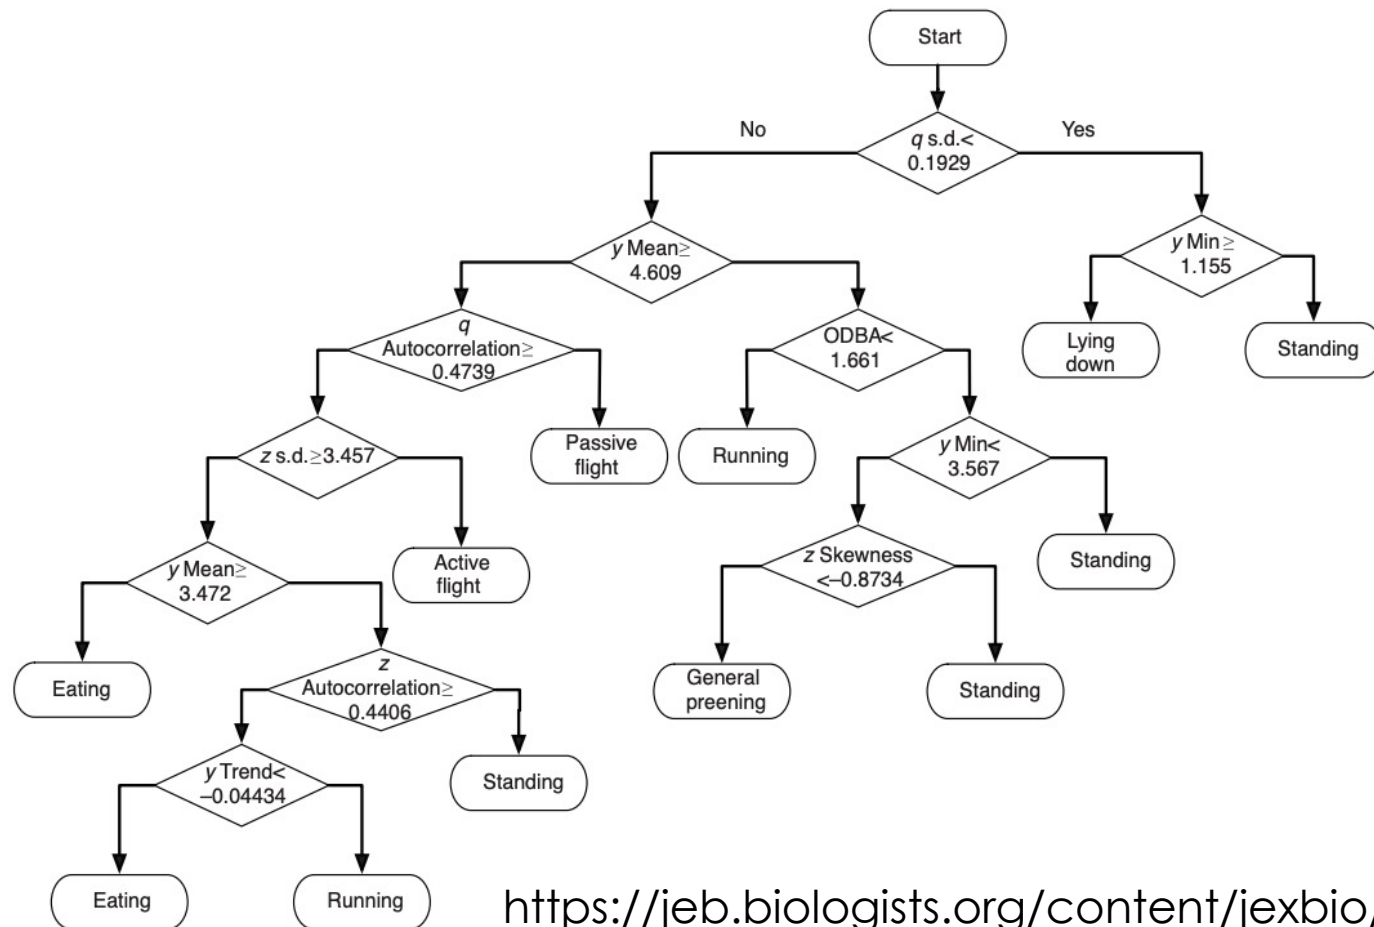 Start
No
Yes
q s.d.<
0.1929
y Mean≥
4.609
y Min≥
1.155
q
Autocorrelation≥
0.4739
ODBA<
1.661
Lying
down
Standing
z s.d.≥3.457
Passive
flight
Running
y Min<
3.567
y Mean≥
3.472
Active
flight
z Skewness
<–0.8734
Standing
Eating
z
Autocorrelation≥
0.4406
General
preening
Standing
y Trend<
–0.04434
Standing
Eating
Running
https://jeb.biologists.org/content/jexbio/